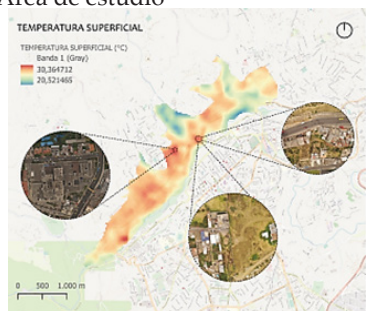 Área de estudio
TEMPERATURA SUPERFICIAL
TEMPERATURA SUPERFICIAL (°C)
Banda 1 (Gray)
30,364712
20,521465
0 500 1.000 m